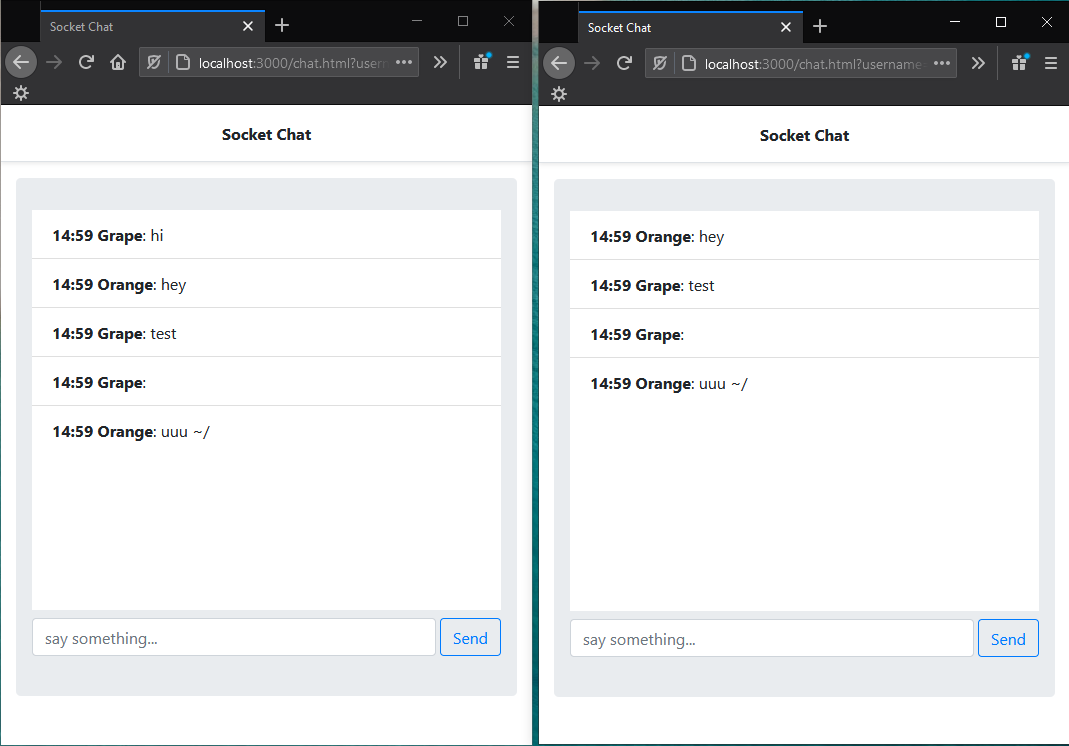 Socket Chat
localhost:3000/chat.html?usern
Socket Chat
14:59 Grape: hi
14:59 Orange: hey
14:59 Grape: test
14:59 Grape:
14:59 Orange: uuu ~/
say something...
Send
Socket Chat
localhost:3000/chat.html?username
Socket Chat
14:59 Orange: hey
14:59 Grape: test
14:59 Grape:
14:59 Orange: uuu ~/
say something...
Send